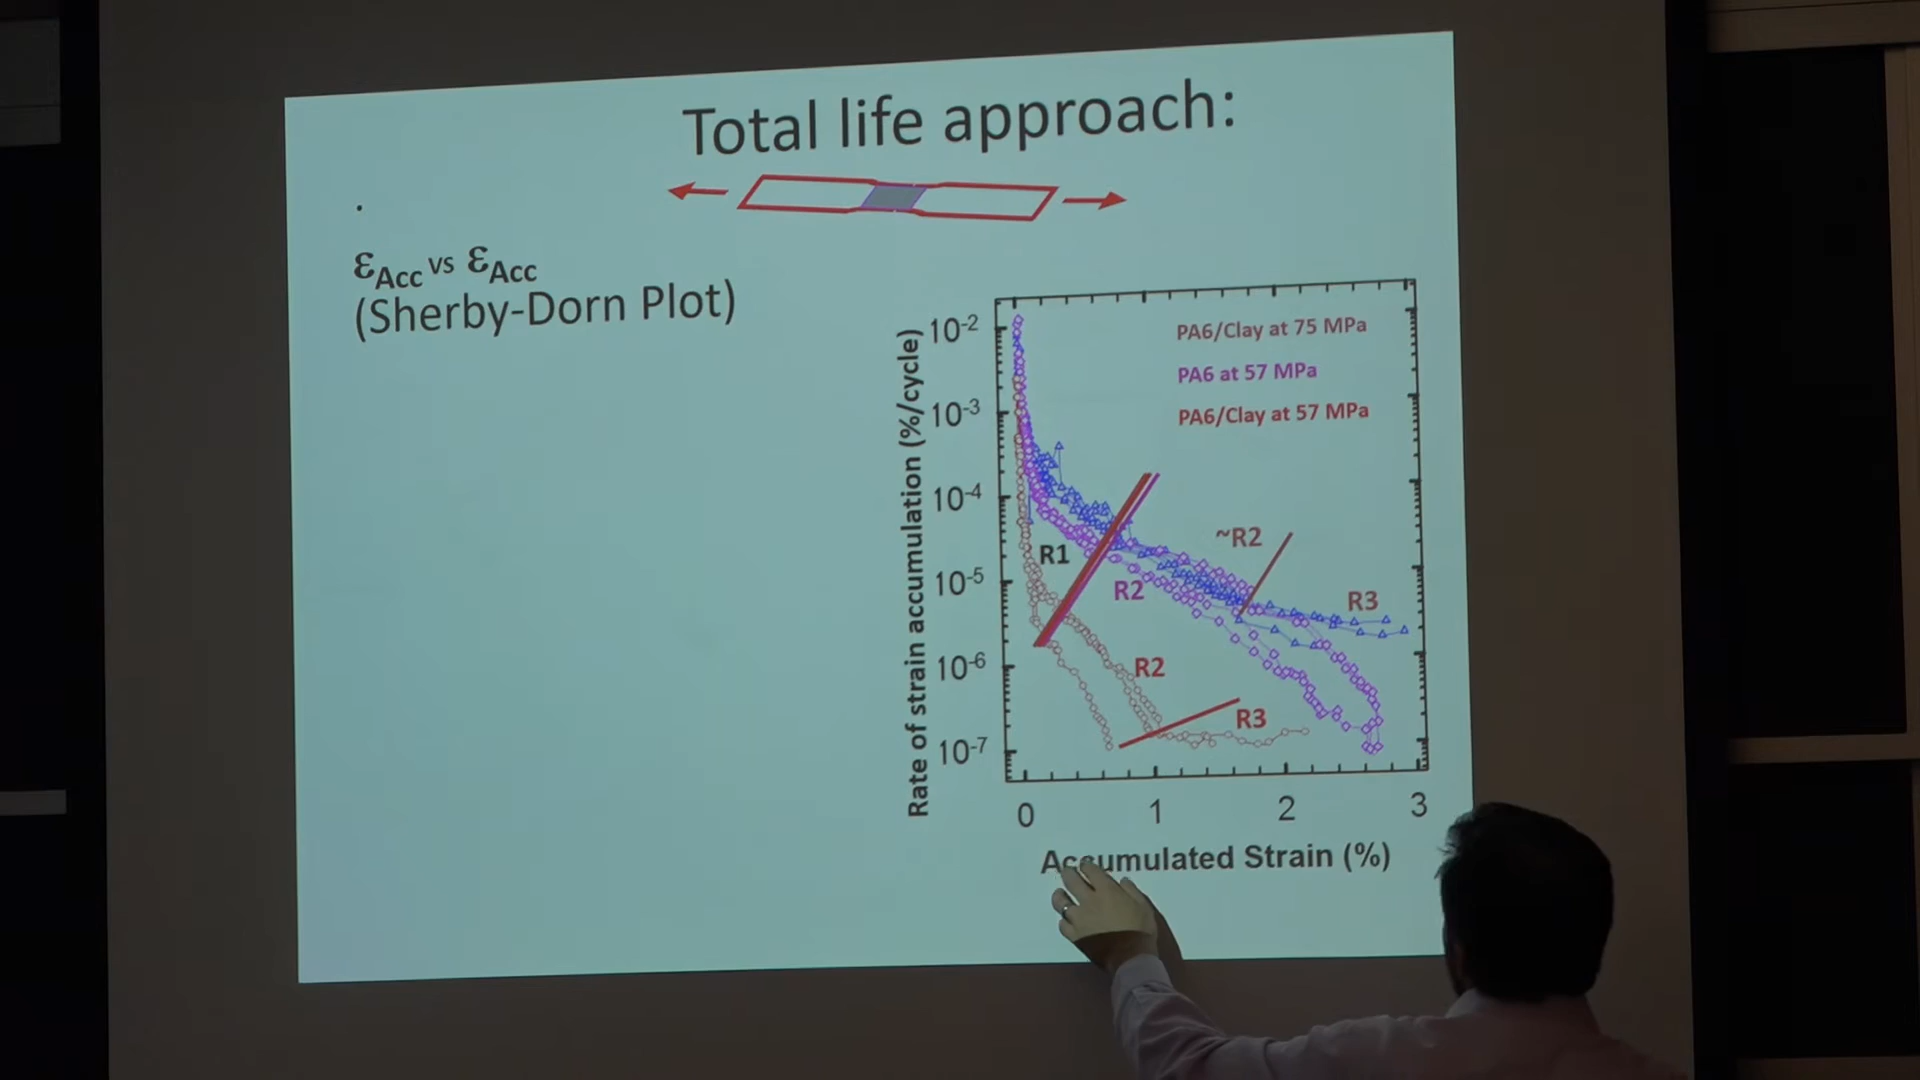 Total life approach:
ε̇Acc vs εAcc
(Sherby-Dorn Plot)
Rate of strain accumulation (%/cycle)
10-2
10-3
10-4
10-5
10-6
10-7
PA6/Clay at 75 MPa
PA6 at 57 MPa
PA6/Clay at 57 MPa
R1
~R2
R2
R3
R2
R3
0 1 2 3
Accumulated Strain (%)